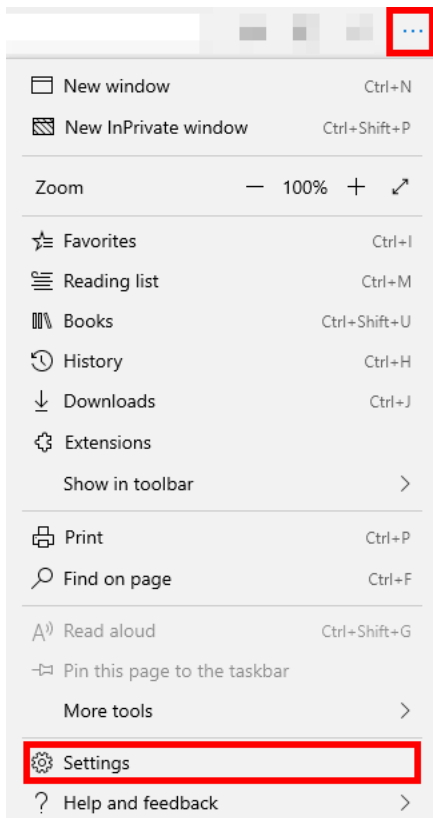 New window Ctrl+N
New InPrivate window Ctrl+Shift+P
Zoom — 100% +
Favorites Ctrl+I
Reading list Ctrl+M
Books Ctrl+Shift+U
History Ctrl+H
Downloads Ctrl+J
Extensions
Show in toolbar
Print Ctrl+P
Find on page Ctrl+F
Read aloud Ctrl+Shift+G
Pin this page to the taskbar
More tools
Settings
? Help and feedback